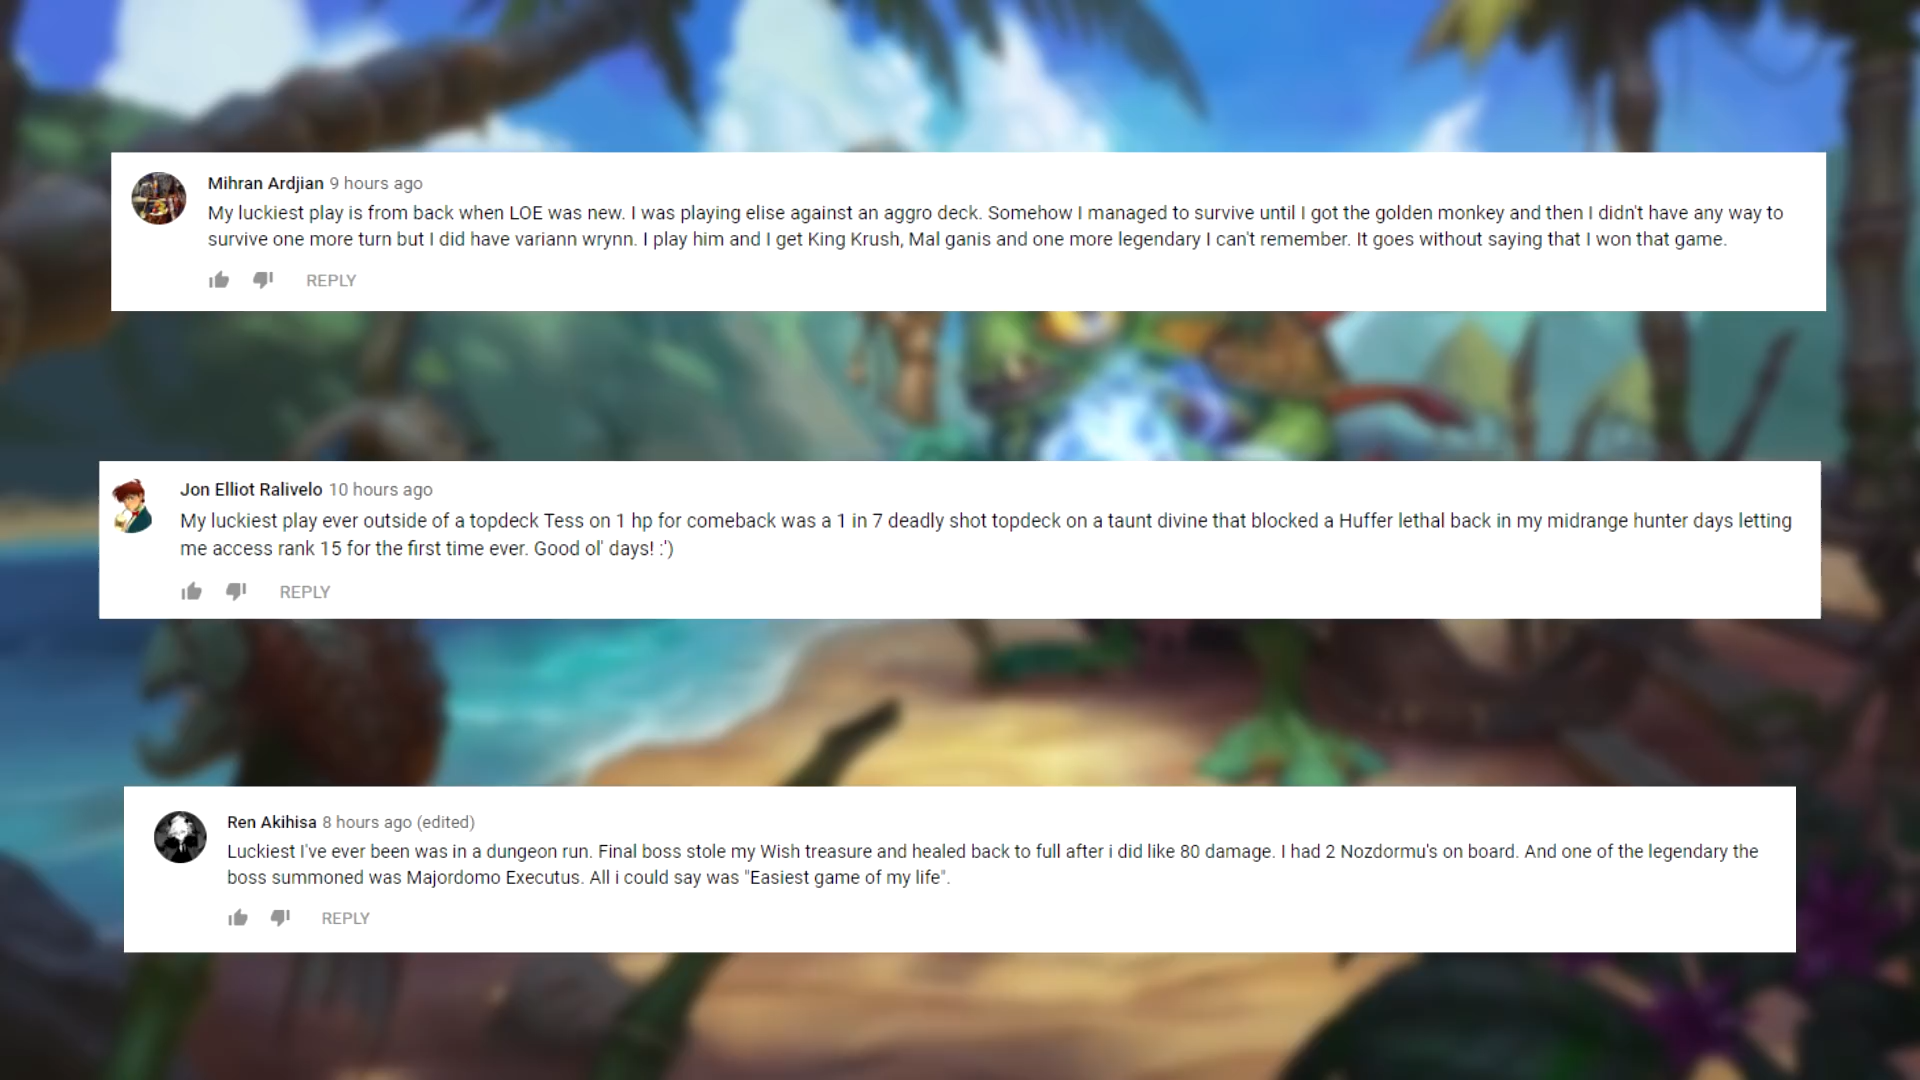 Mihran Ardjian 9 hours ago
My luckiest play is from back when LOE was new. I was playing elise against an aggro deck. Somehow I managed to survive until I got the golden monkey and then I didn't have any way to
survive one more turn but I did have variann wrynn. I play him and I get King Krush, Mal ganis and one more legendary I can't remember. It goes without saying that I won that game.
REPLY
Jon Elliot Ralivelo 10 hours ago
My luckiest play ever outside of a topdeck Tess on 1 hp for comeback was a 1 in 7 deadly shot topdeck on a taunt divine that blocked a Huffer lethal back in my midrange hunter days letting
me access rank 15 for the first time ever. Good ol' days! :')
REPLY
Ren Akihisa 8 hours ago (edited)
Luckiest I've ever been was in a dungeon run. Final boss stole my Wish treasure and healed back to full after i did like 80 damage. I had 2 Nozdormu's on board. And one of the legendary the
boss summoned was Majordomo Executus. All i could say was "Easiest game of my life".
REPLY